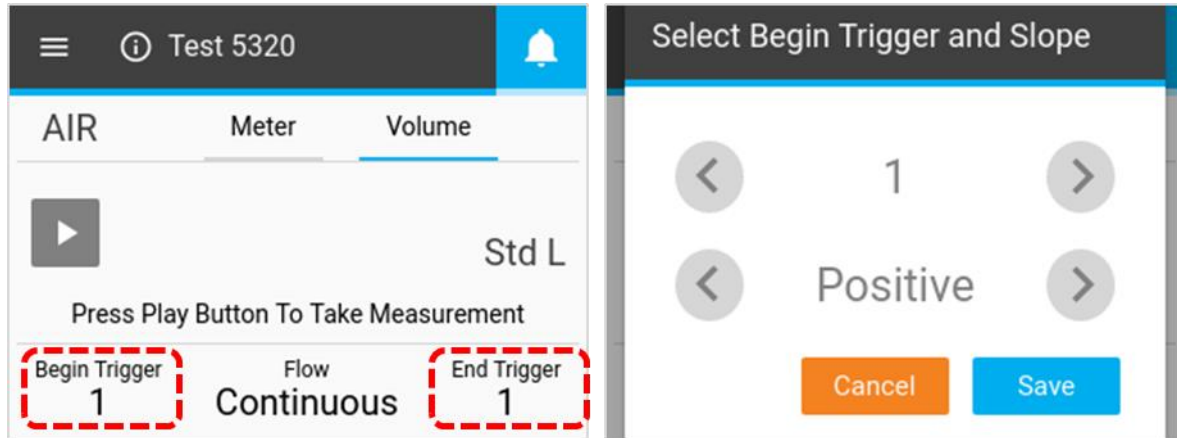 Test 5320
AIR Meter Volume
Std L
Press Play Button To Take Measurement
Begin Trigger Flow End Trigger
1 Continuous 1
Select Begin Trigger and Slope
1
Positive
Cancel Save